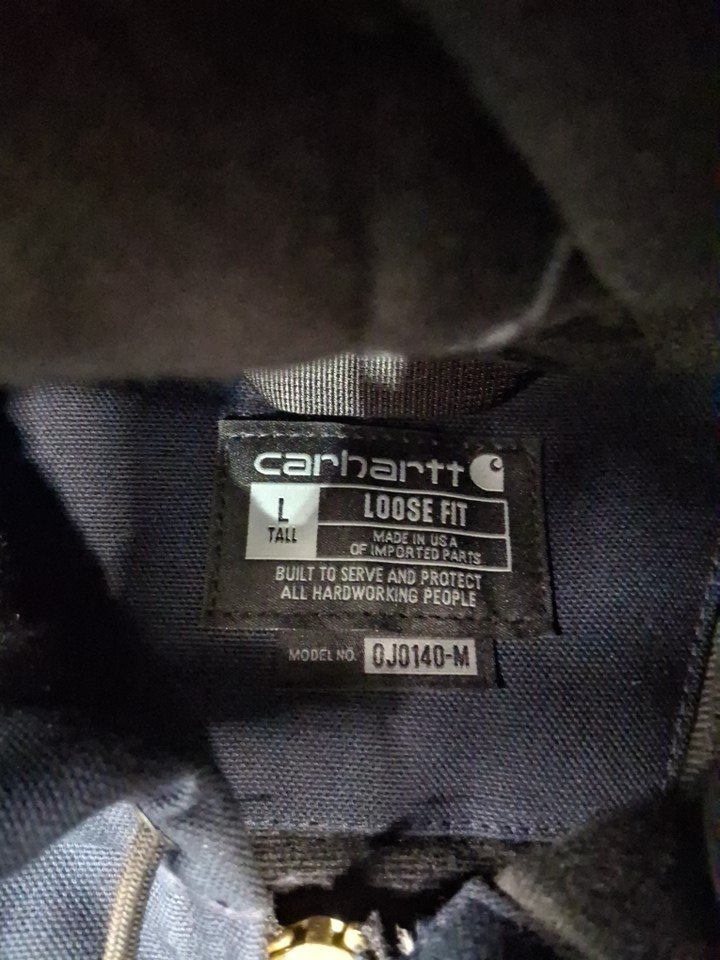 carhartt
L
TALL
LOOSE FIT
MADE IN USA
OF IMPORTED PARTS
BUILT TO SERVE AND PROTECT
ALL HARDWORKING PEOPLE
MODEL NO. 0J0140-M